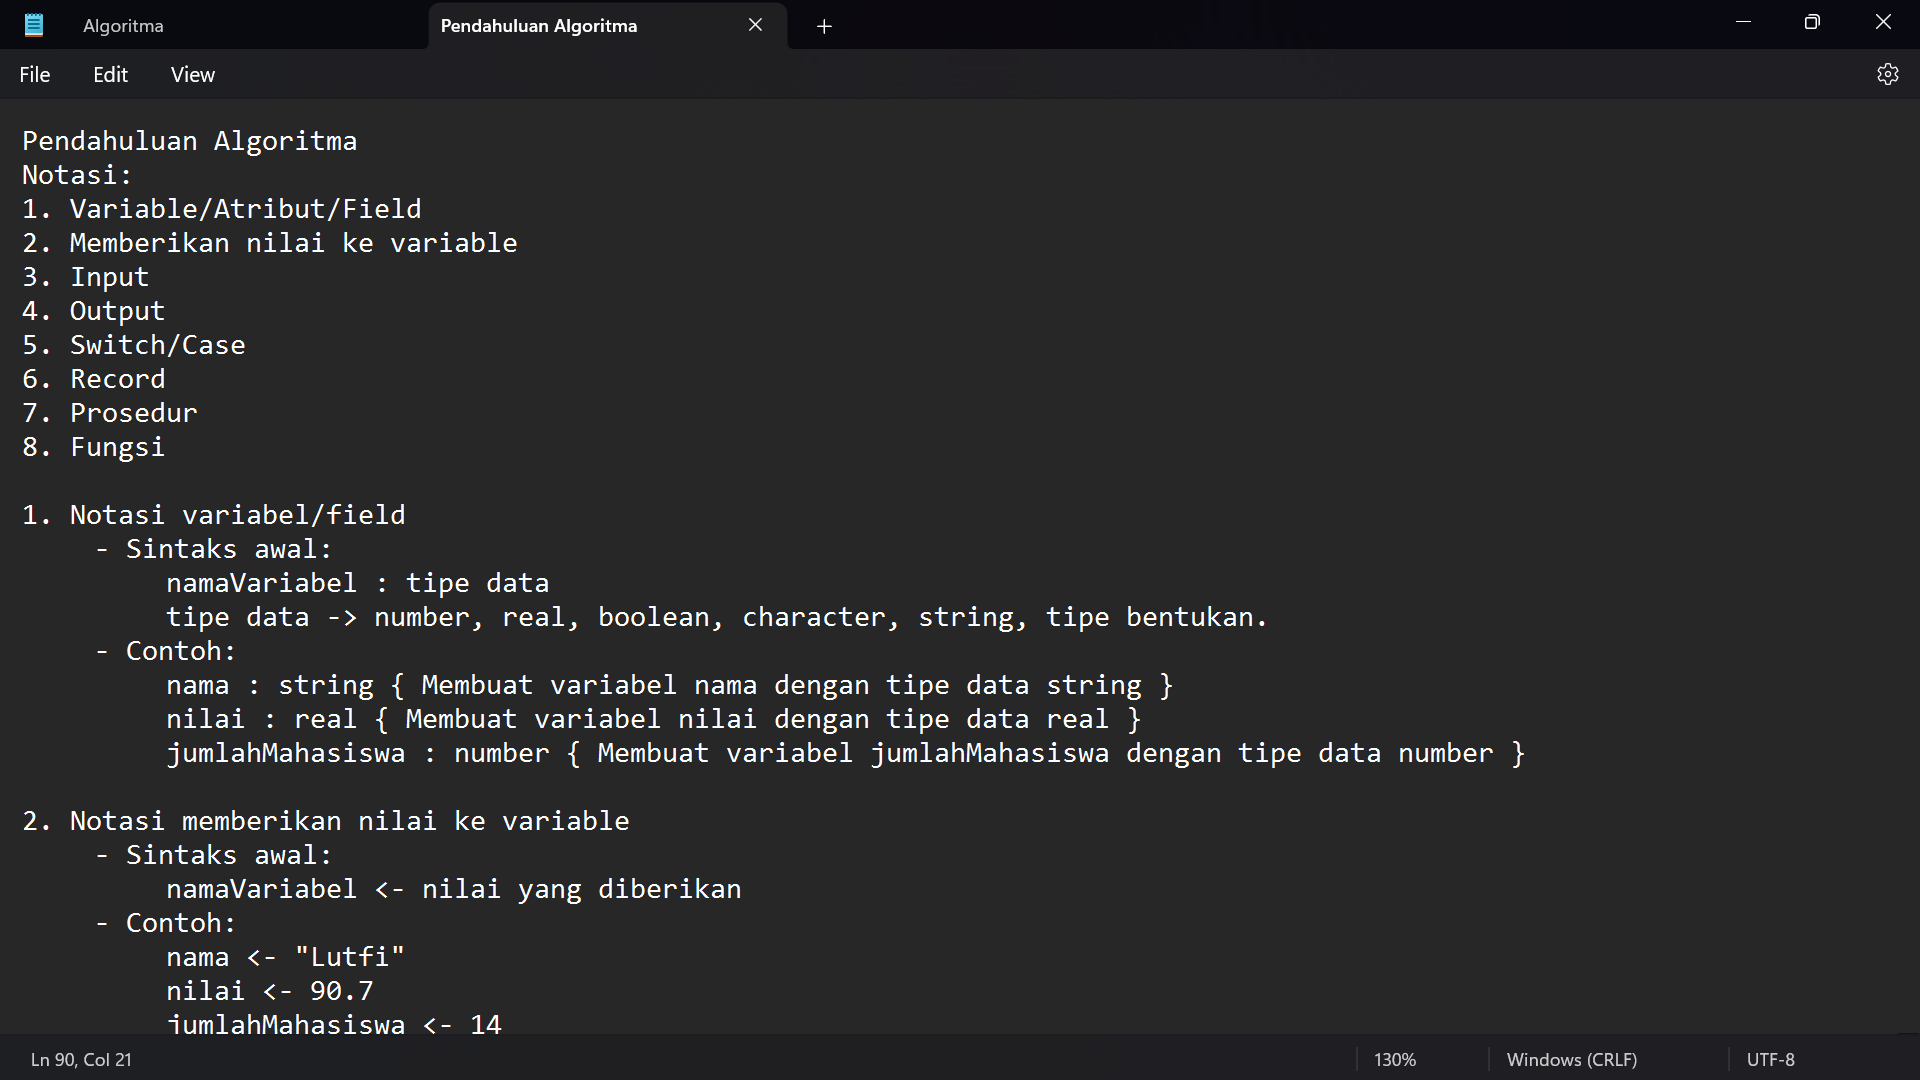 Algoritma
Pendahuluan Algoritma
File Edit View
Pendahuluan Algoritma
Notasi:
1. Variable/Atribut/Field
2. Memberikan nilai ke variable
3. Input
4. Output
5. Switch/Case
6. Record
7. Prosedur
8. Fungsi
1. Notasi variabel/field
- Sintaks awal:
namaVariabel : tipe data
tipe data -> number, real, boolean, character, string, tipe bentukan.
- Contoh:
nama : string { Membuat variabel nama dengan tipe data string }
nilai : real { Membuat variabel nilai dengan tipe data real }
jumlahMahasiswa : number { Membuat variabel jumlahMahasiswa dengan tipe data number }
2. Notasi memberikan nilai ke variable
- Sintaks awal:
namaVariabel <- nilai yang diberikan
- Contoh:
nama <- "Lutfi"
nilai <- 90.7
jumlahMahasiswa <- 14
Ln 90, Col 21 130% Windows (CRLF) UTF-8